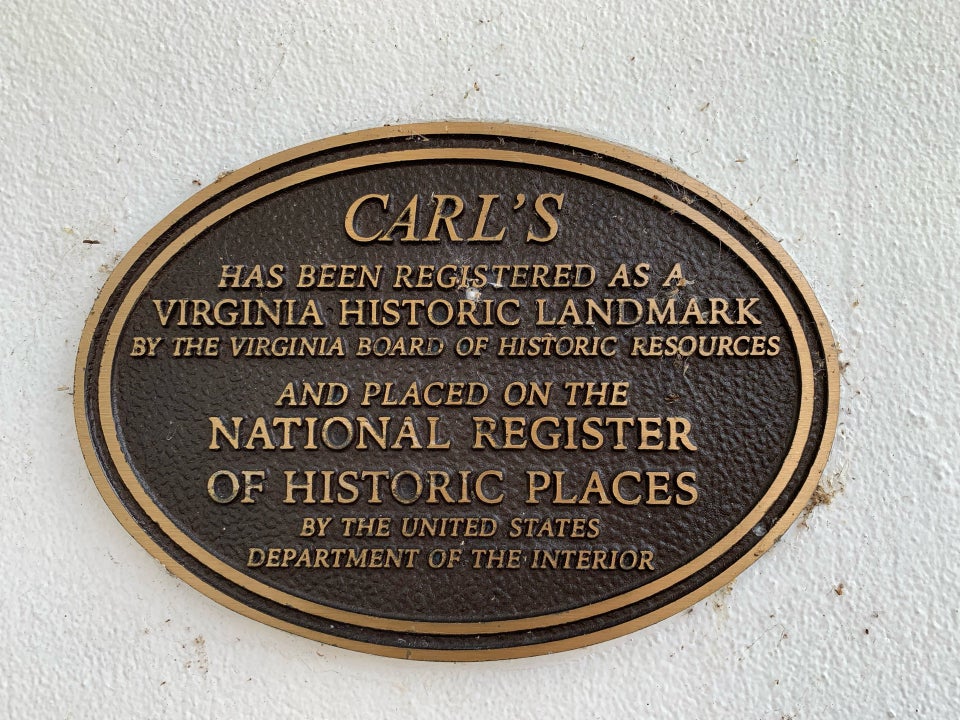 CARL'S
HAS BEEN REGISTERED AS A
VIRGINIA HISTORIC LANDMARK
BY THE VIRGINIA BOARD OF HISTORIC RESOURCES
AND PLACED ON THE
NATIONAL REGISTER
OF HISTORIC PLACES
BY THE UNITED STATES
DEPARTMENT OF THE INTERIOR